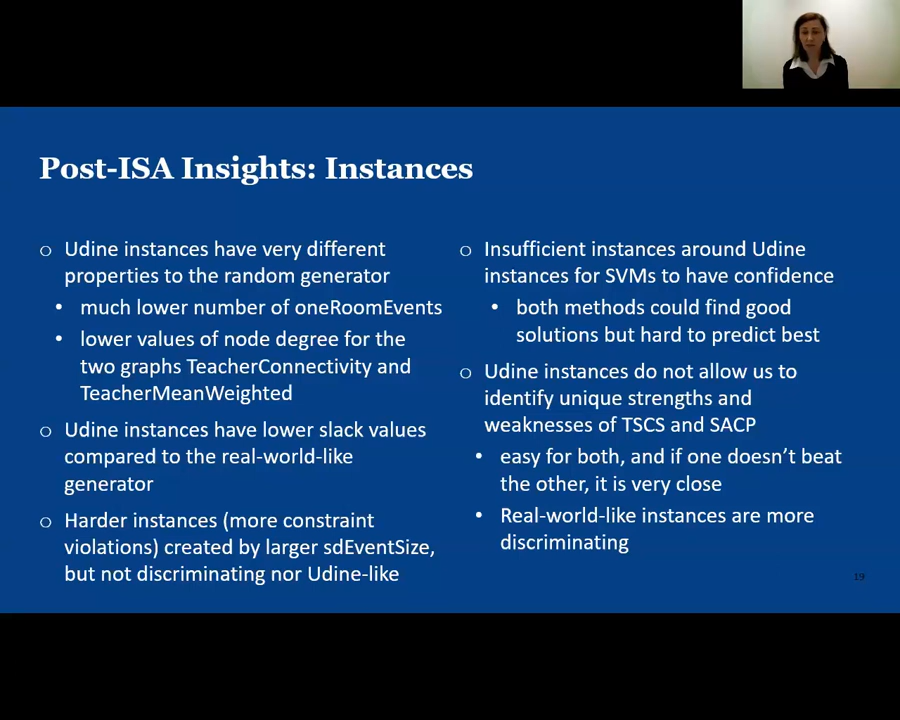 Post-ISA Insights: Instances
o Udine instances have very different
properties to the random generator
• much lower number of oneRoomEvents
• lower values of node degree for the
two graphs TeacherConnectivity and
TeacherMeanWeighted
o Udine instances have lower slack values
compared to the real-world-like
generator
o Harder instances (more constraint
violations) created by larger sdEventSize,
but not discriminating nor Udine-like
o Insufficient instances around Udine
instances for SVMs to have confidence
• both methods could find good
solutions but hard to predict best
o Udine instances do not allow us to
identify unique strengths and
weaknesses of TSCS and SACP
• easy for both, and if one doesn't beat
the other, it is very close
• Real-world-like instances are more
discriminating
19